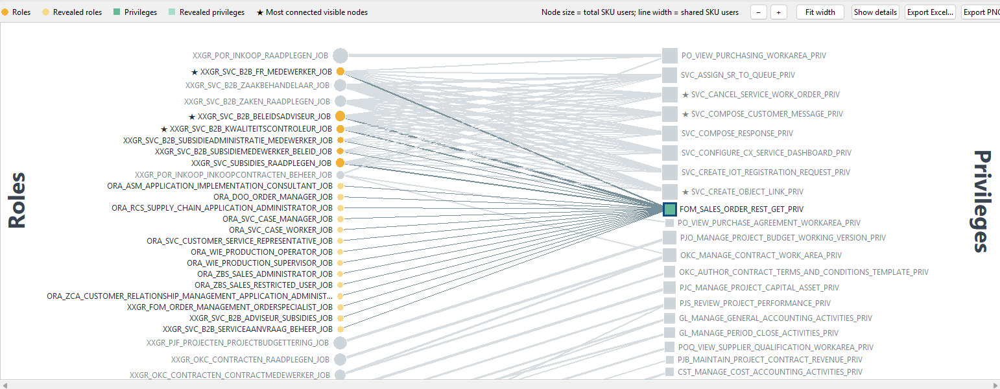 Roles Revealed roles Privileges Revealed privileges ★ Most connected visible nodes Node size = total SKU users; line width = shared SKU users − + Fit width Show details Export Excel... Export PNG
Roles
Privileges
XXGR_POR_INKOOP_RAADPLEGEN_JOB
★ XXGR_SVC_B2B_FR_MEDEWERKER_JOB
XXGR_SVC_B2B_ZAAKBEHANDELAAR_JOB
XXGR_SVC_B2B_ZAKEN_RAADPLEGEN_JOB
★ XXGR_SVC_B2B_BELEIDSADVISEUR_JOB
★ XXGR_SVC_B2B_KWALITEITSCONTROLEUR_JOB
XXGR_SVC_B2B_SUBSIDIEADMINISTRATIE_MEDEWERKER_JOB
XXGR_SVC_B2B_SUBSIDIEMEDEWERKER_BELEID_JOB
XXGR_SVC_SUBSIDIES_RAADPLEGEN_JOB
XXGR_POR_INKOOP_INKOOPCONTRACTEN_BEHEER_JOB
ORA_ASM_APPLICATION_IMPLEMENTATION_CONSULTANT_JOB
ORA_DOO_ORDER_MANAGER_JOB
ORA_RCS_SUPPLY_CHAIN_APPLICATION_ADMINISTRATOR_JOB
ORA_SVC_CASE_MANAGER_JOB
ORA_SVC_CASE_WORKER_JOB
ORA_SVC_CUSTOMER_SERVICE_REPRESENTATIVE_JOB
ORA_WIE_PRODUCTION_OPERATOR_JOB
ORA_WIE_PRODUCTION_SUPERVISOR_JOB
ORA_ZBS_SALES_ADMINISTRATOR_JOB
ORA_ZBS_SALES_RESTRICTED_USER_JOB
ORA_ZCA_CUSTOMER_RELATIONSHIP_MANAGEMENT_APPLICATION_ADMINIST...
XXGR_FOM_ORDER_MANAGEMENT_ORDERSPECIALIST_JOB
XXGR_SVC_B2B_ADVISEUR_SUBSIDIES_JOB
XXGR_SVC_B2B_SERVICEAANVRAAG_BEHEER_JOB
XXGR_PJF_PROJECTEN_PROJECTBUDGETTERING_JOB
XXGR_OKC_CONTRACTEN_RAADPLEGEN_JOB
XXGR_OKC_CONTRACTEN_CONTRACTMEDEWERKER_JOB
PO_VIEW_PURCHASING_WORKAREA_PRIV
SVC_ASSIGN_SR_TO_QUEUE_PRIV
★ SVC_CANCEL_SERVICE_WORK_ORDER_PRIV
★ SVC_COMPOSE_CUSTOMER_MESSAGE_PRIV
SVC_COMPOSE_RESPONSE_PRIV
SVC_CONFIGURE_CX_SERVICE_DASHBOARD_PRIV
SVC_CREATE_IOT_REGISTRATION_REQUEST_PRIV
★ SVC_CREATE_OBJECT_LINK_PRIV
FOM_SALES_ORDER_REST_GET_PRIV
PO_VIEW_PURCHASE_AGREEMENT_WORKAREA_PRIV
PJO_MANAGE_PROJECT_BUDGET_WORKING_VERSION_PRIV
OKC_MANAGE_CONTRACT_WORK_AREA_PRIV
OKC_AUTHOR_CONTRACT_TERMS_AND_CONDITIONS_TEMPLATE_PRIV
PJC_MANAGE_PROJECT_CAPITAL_ASSET_PRIV
PJS_REVIEW_PROJECT_PERFORMANCE_PRIV
GL_MANAGE_GENERAL_ACCOUNTING_ACTIVITIES_PRIV
GL_MANAGE_PERIOD_CLOSE_ACTIVITIES_PRIV
POQ_VIEW_SUPPLIER_QUALIFICATION_WORKAREA_PRIV
PJB_MAINTAIN_PROJECT_CONTRACT_REVENUE_PRIV
CST_MANAGE_COST_ACCOUNTING_ACTIVITIES_PRIV